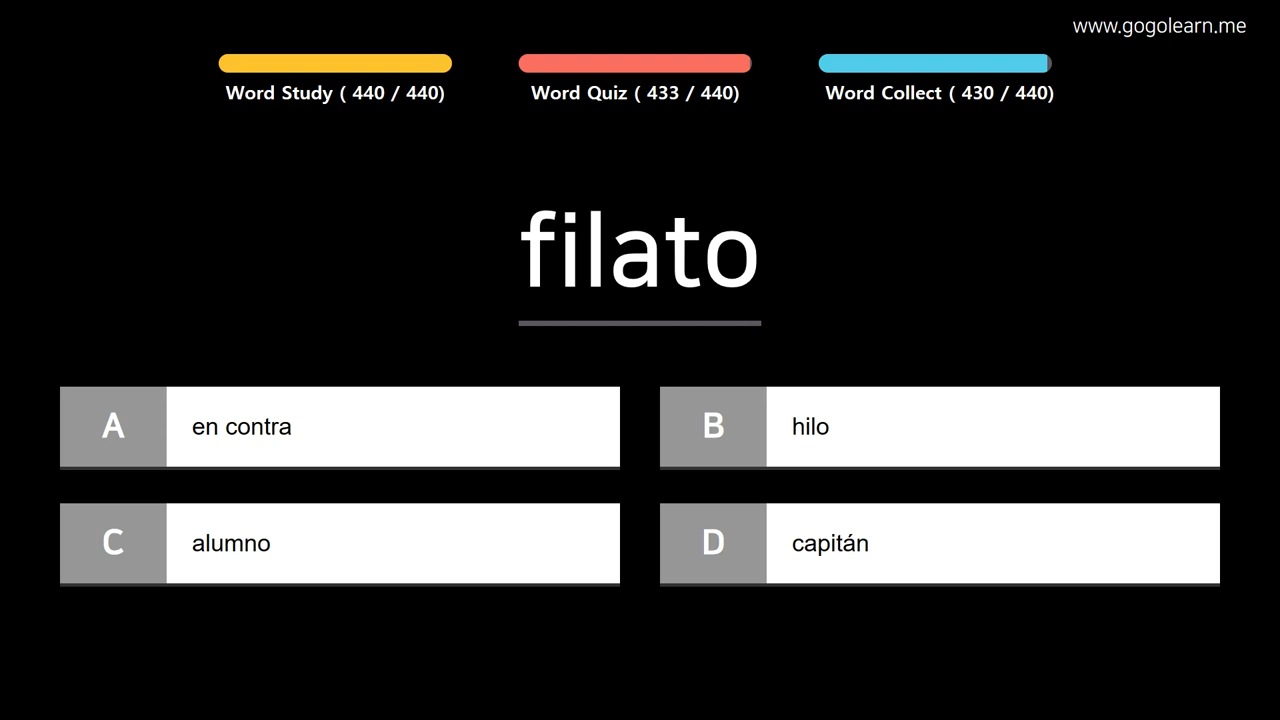 www.gogolearn.me
Word Study ( 440 / 440)
Word Quiz ( 433 / 440)
Word Collect ( 430 / 440)
filato
A en contra
B hilo
C alumno
D capitán